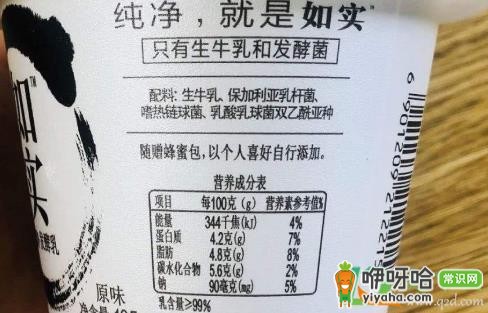 纯净,就是如实™
只有生牛乳和发酵菌
配料:生牛乳、保加利亚乳杆菌、
嗜热链球菌、乳酸乳球菌双乙酰亚种
随赠蜂蜜包,以个人喜好自行添加。
营养成分表
项目 每100克(g) 营养素参考值%
能量 344千焦(kJ) 4%
蛋白质 4.2克(g) 7%
脂肪 4.8克(g) 8%
碳水化合物 5.6克(g) 2%
钠 90毫克(mg) 5%
乳含量≥99%
如实
原味
净含量
咿呀哈 常识网
yiyaha.com